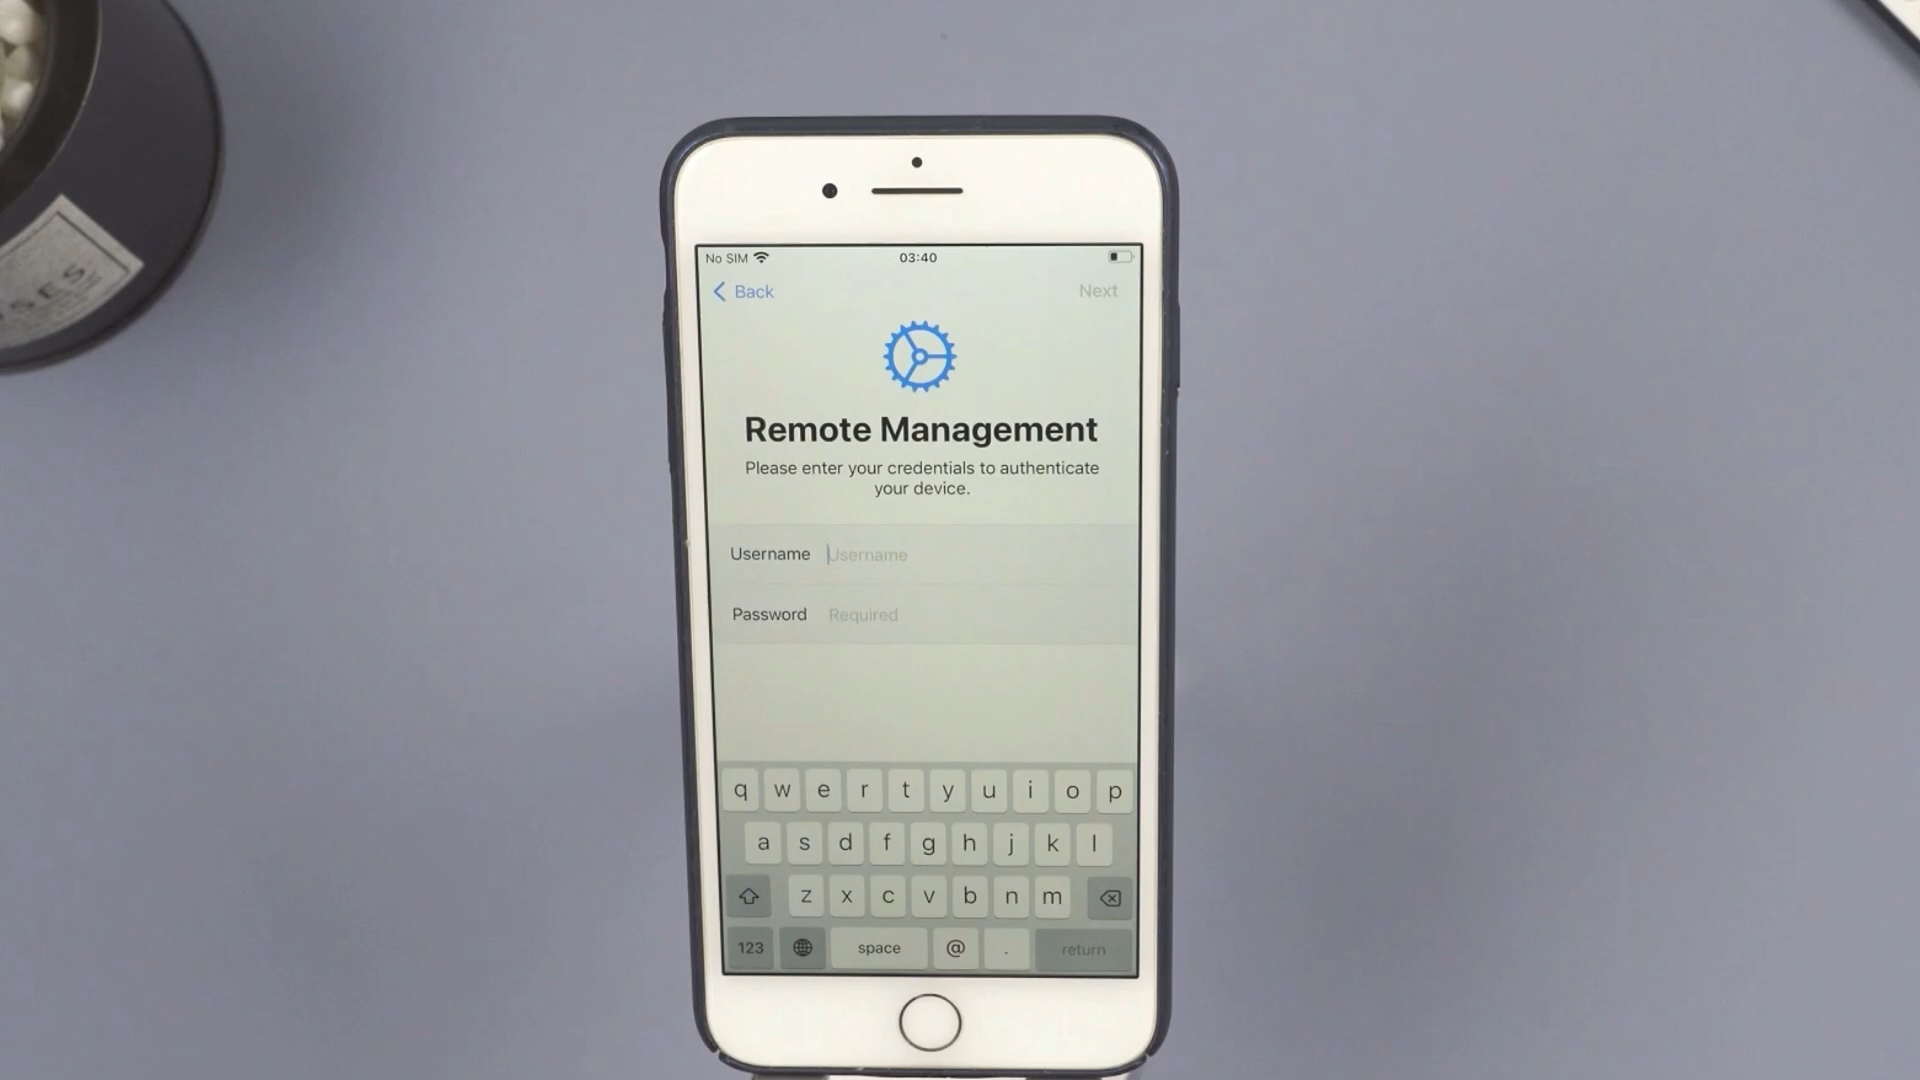 No SIM 03:40
Back Next
Remote Management
Please enter your credentials to authenticate
your device.
Username Username
Password Required
q w e r t y u i o p
a s d f g h j k l
z x c v b n m
123 space @ . return